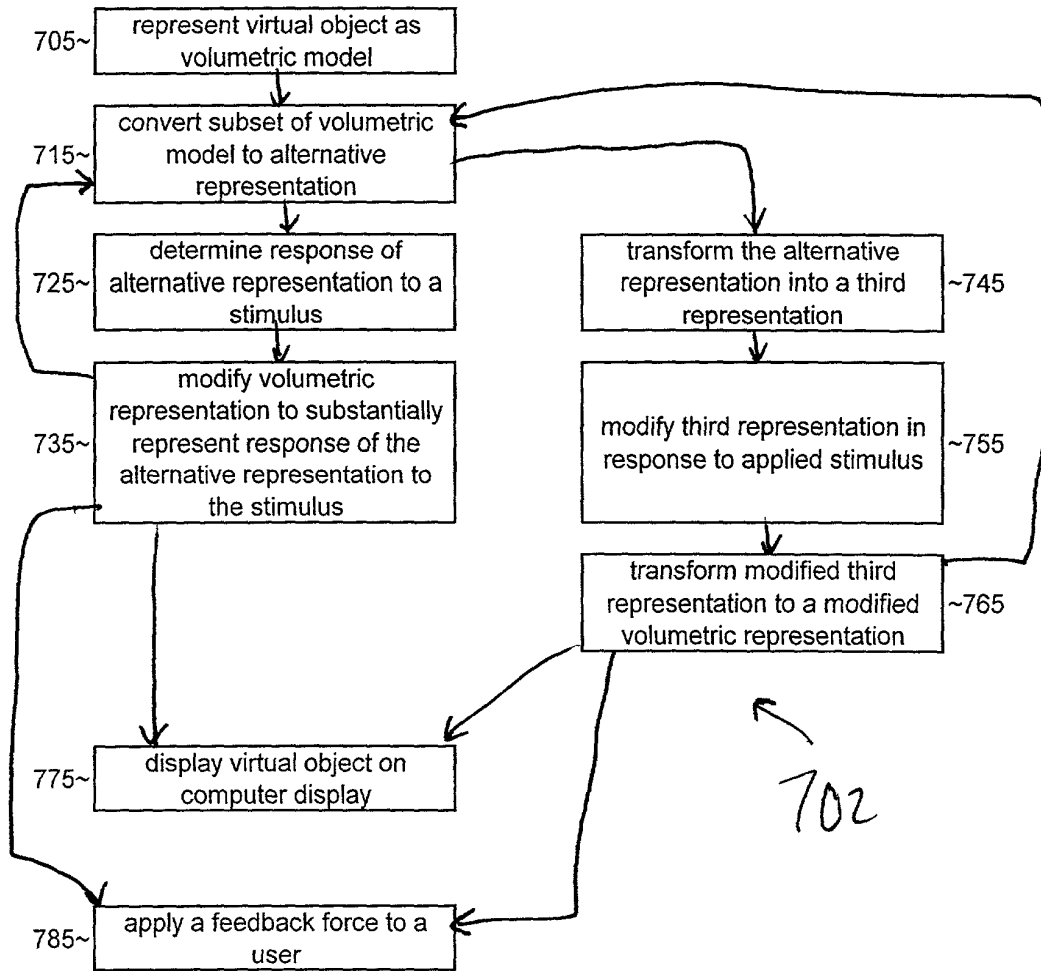 705~
represent virtual object as
volumetric model
715~
convert subset of volumetric
model to alternative
representation
725~
determine response of
alternative representation to a
stimulus
735~
modify volumetric
representation to substantially
represent response of the
alternative representation to
the stimulus
transform the alternative
representation into a third
representation
~745
modify third representation in
response to applied stimulus
~755
transform modified third
representation to a modified
volumetric representation
~765
775~
display virtual object on
computer display
702
785~
apply a feedback force to a
user